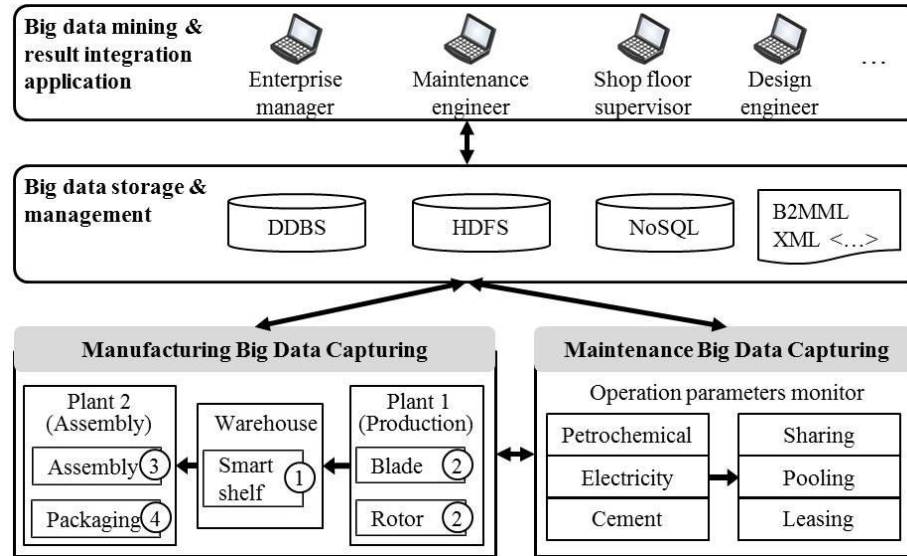 Big data mining &
result integration
application
Enterprise
manager
Maintenance
engineer
Shop floor
supervisor
Design
engineer
...
Big data storage &
management
DDBS
HDFS
NoSQL
B2MML
XML <...>
Manufacturing Big Data Capturing
Plant 2
(Assembly)
Assembly 3
Packaging 4
Warehouse
Smart
shelf
1
Plant 1
(Production)
Blade 2
Rotor 2
Maintenance Big Data Capturing
Operation parameters monitor
Petrochemical
Electricity
Cement
Sharing
Pooling
Leasing